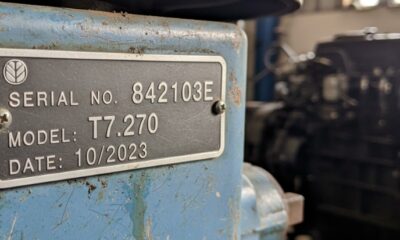 SERIAL NO. 842103E
MODEL: T7.270
DATE: 10/2023